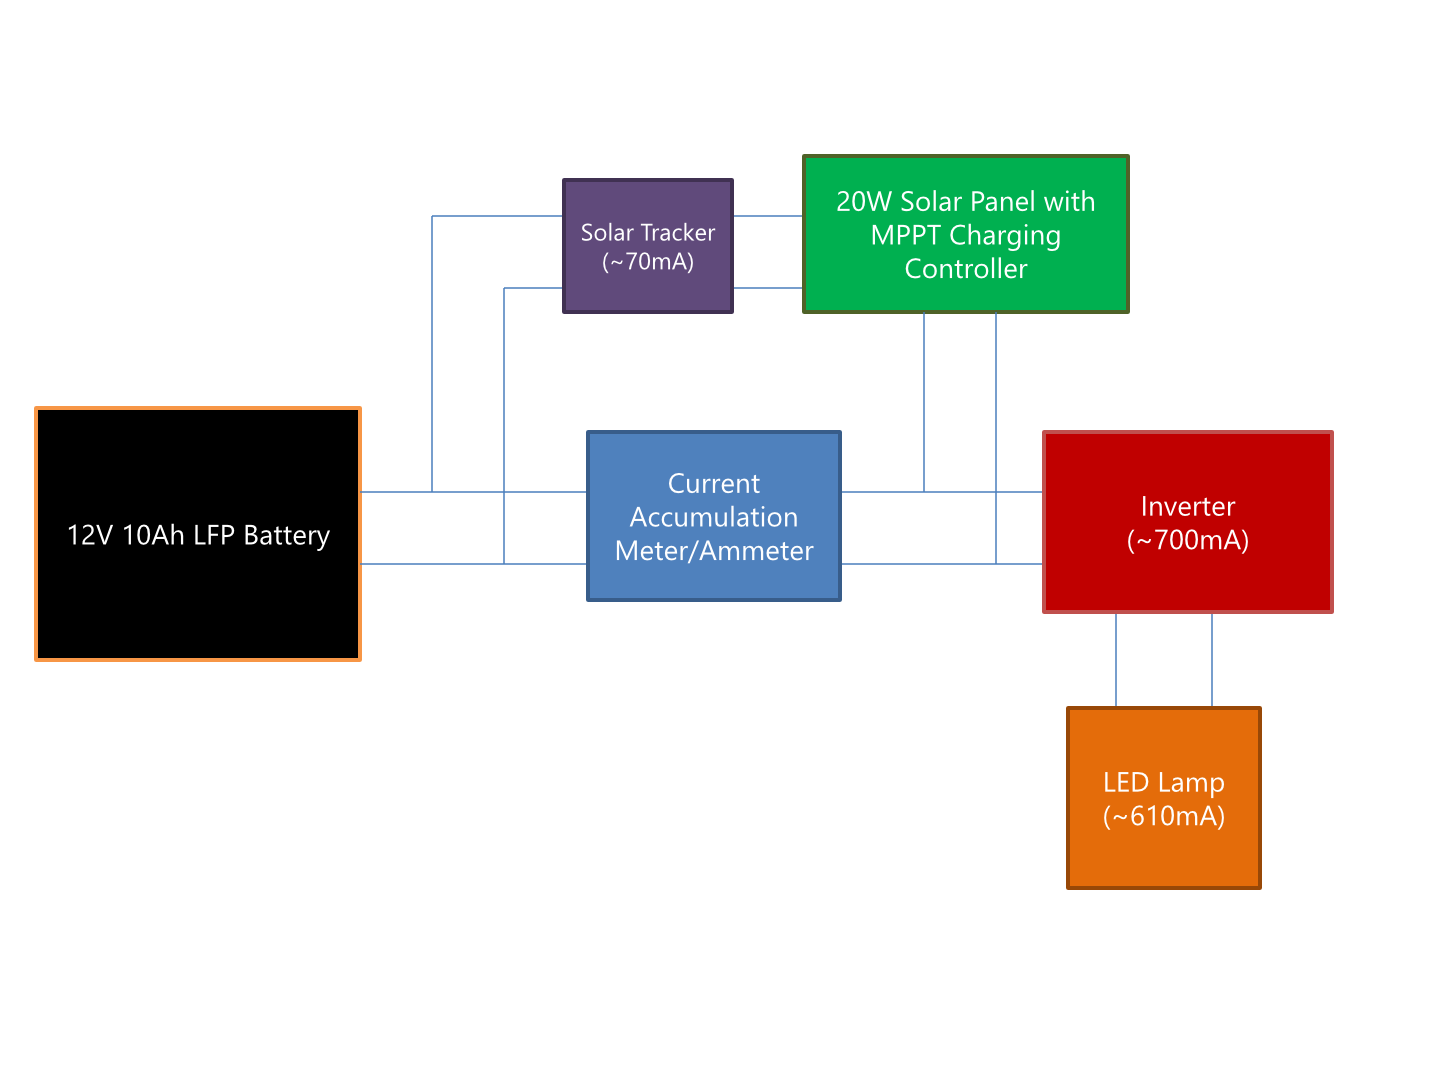 Solar Tracker
(~70mA)
20W Solar Panel with
MPPT Charging
Controller
12V 10Ah LFP Battery
Current
Accumulation
Meter/Ammeter
Inverter
(~700mA)
LED Lamp
(~610mA)